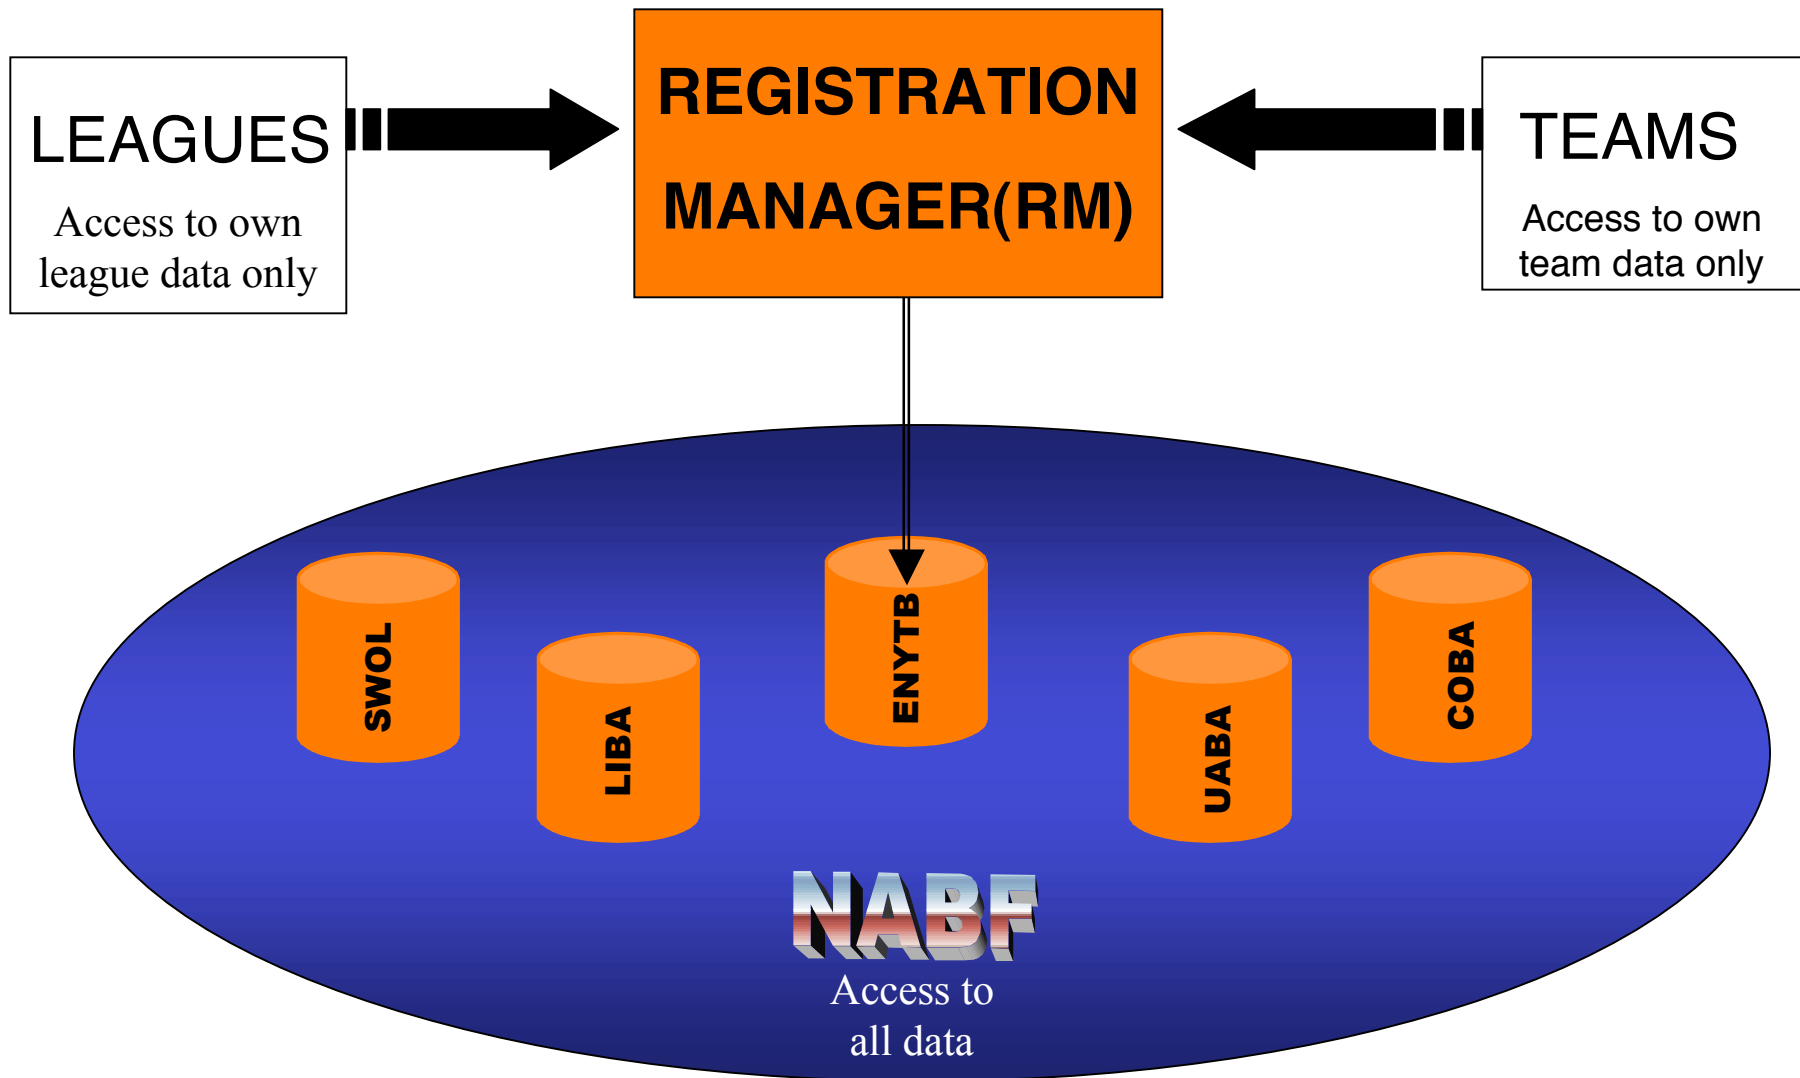 LEAGUES
Access to own
league data only
REGISTRATION
MANAGER(RM)
TEAMS
Access to own
team data only
SWOL
LIBA
ENYTB
UABA
COBA
NABF
Access to
all data